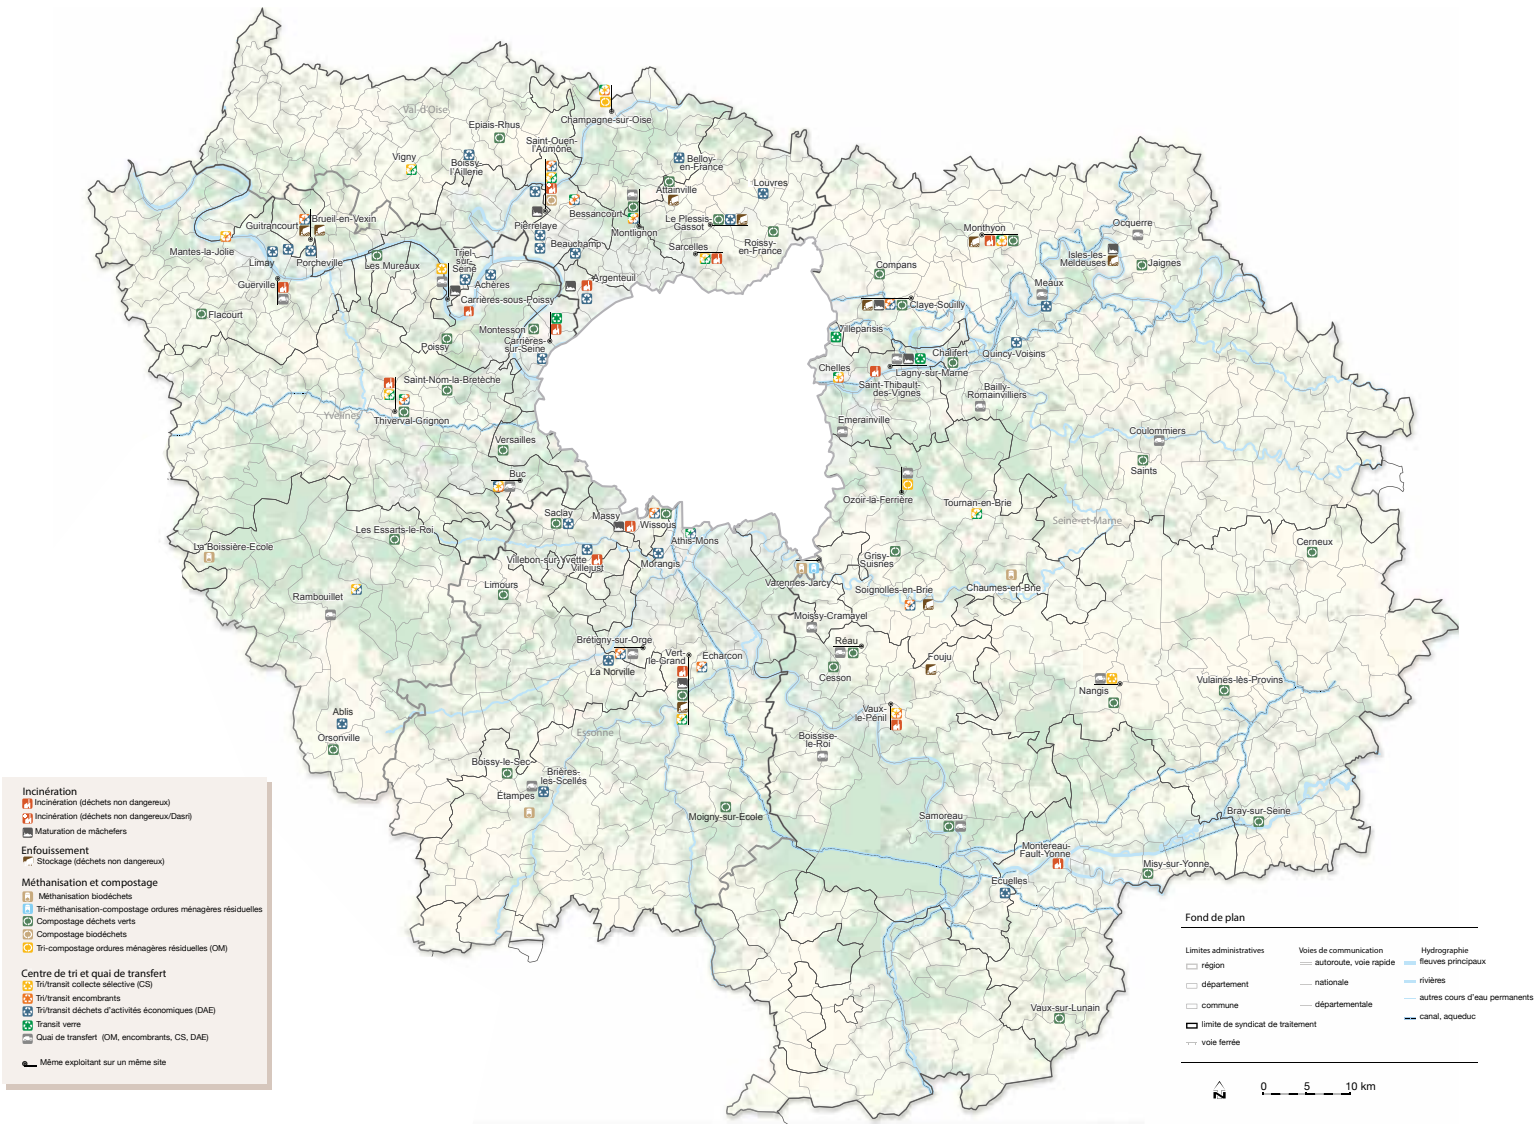 Val d'Oise
Champagne-sur-Oise
Epiais-Rhus
Saint-Ouen-
l'Aumône
Vigny
Boissy-
l'Aillerie
Belloy-
en-France
Louvres
Attainville
Bessancourt
Le Plessis-
Gassot
Montlignon
Pierrelaye
Roissy-
en-France
Sarcelles
Beauchamp
Argenteuil
Guitrancourt
Brueil-en-Vexin
Mantes-la-Jolie
Limay
Porcheville
Les Mureaux
Triel-
sur-
Seine
Achères
Guerville
Carrières-sous-Poissy
Flacourt
Montesson
Poissy
Carrières-
sur-Seine
Saint-Nom-la-Bretèche
Yvelines
Thiverval-Grignon
Versailles
Buc
Saclay
Massy
Wissous
Les Essarts-le-Roi
Athis-Mons
La Boissière-Ecole
Villebon-sur-Yvette
Villejust
Morangis
Limours
Rambouillet
Varennes-Jarcy
Brétigny-sur-Orge
Vert-
le-Grand
Echarcon
La Norville
Ablis
Orsonville
Essonne
Boissy-le-Sec
Brières-
les-Scellés
Étampes
Moigny-sur-Ecole
Monthyon
Ocquerre
Isles-les-
Meldeuses
Jaignes
Compans
Meaux
Claye-Souilly
Villeparisis
Chalifert
Quincy-Voisins
Chelles
Lagny-sur-Marne
Saint-Thibault-
des-Vignes
Bailly-
Romainvilliers
Emerainville
Coulommiers
Saints
Ozoir-la-Ferrière
Tournan-en-Brie
Seine-et-Marne
Cerneux
Grisy-
Suisnes
Soignolles-en-Brie
Chaumes-en-Brie
Moissy-Cramayel
Réau
Cesson
Fouju
Nangis
Vulaines-lès-Provins
Vaux-
le-Pénil
Boissise-
le-Roi
Samoreau
Bray-sur-Seine
Montereau-
Fault-Yonne
Misy-sur-Yonne
Ecuelles
Vaux-sur-Lunain
Incinération
Incinération (déchets non dangereux)
Incinération (déchets non dangereux/Dasri)
Maturation de mâchefers
Enfouissement
Stockage (déchets non dangereux)
Méthanisation et compostage
Méthanisation biodéchets
Tri-méthanisation-compostage ordures ménagères résiduelles
Compostage déchets verts
Compostage biodéchets
Tri-compostage ordures ménagères résiduelles (OM)
Centre de tri et quai de transfert
Tri/transit collecte sélective (CS)
Tri/transit encombrants
Tri/transit déchets d'activités économiques (DAE)
Transit verre
Quai de transfert (OM, encombrants, CS, DAE)
Même exploitant sur un même site
Fond de plan
Limites administratives
région
département
commune
limite de syndicat de traitement
voie ferrée
Voies de communication
autoroute, voie rapide
nationale
départementale
Hydrographie
fleuves principaux
rivières
autres cours d'eau permanents
canal, aqueduc
N
0 5 10 km